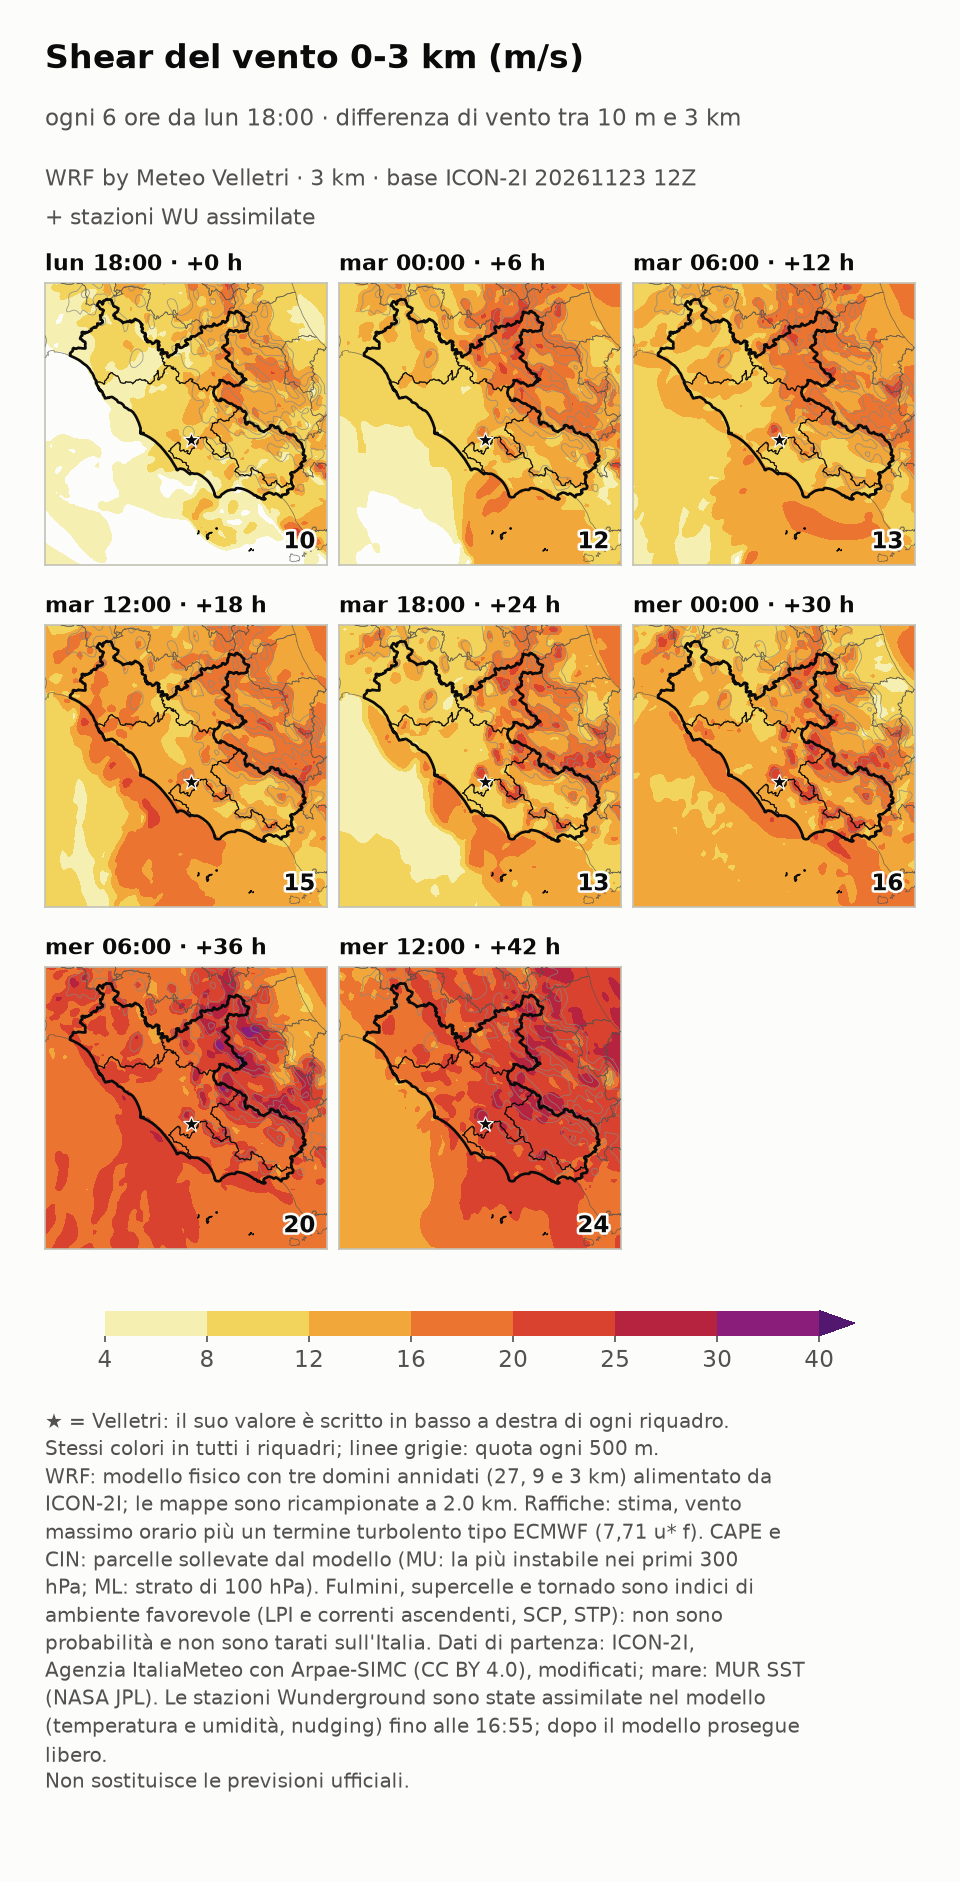 Shear del vento 0-3 km (m/s)
ogni 6 ore da lun 18:00 · differenza di vento tra 10 m e 3 km
WRF by Meteo Velletri · 3 km · base ICON-2I 20261123 12Z
+ stazioni WU assimilate
lun 18:00 · +0 h
mar 00:00 · +6 h
mar 06:00 · +12 h
10
12
13
mar 12:00 · +18 h
mar 18:00 · +24 h
mer 00:00 · +30 h
15
13
16
mer 06:00 · +36 h
mer 12:00 · +42 h
20
24
4 8 12 16 20 25 30 40
★ = Velletri: il suo valore è scritto in basso a destra di ogni riquadro.
Stessi colori in tutti i riquadri; linee grigie: quota ogni 500 m.
WRF: modello fisico con tre domini annidati (27, 9 e 3 km) alimentato da
ICON-2I; le mappe sono ricampionate a 2.0 km. Raffiche: stima, vento
massimo orario più un termine turbolento tipo ECMWF (7,71 u* f). CAPE e
CIN: parcelle sollevate dal modello (MU: la più instabile nei primi 300
hPa; ML: strato di 100 hPa). Fulmini, supercelle e tornado sono indici di
ambiente favorevole (LPI e correnti ascendenti, SCP, STP): non sono
probabilità e non sono tarati sull'Italia. Dati di partenza: ICON-2I,
Agenzia ItaliaMeteo con Arpae-SIMC (CC BY 4.0), modificati; mare: MUR SST
(NASA JPL). Le stazioni Wunderground sono state assimilate nel modello
(temperatura e umidità, nudging) fino alle 16:55; dopo il modello prosegue
libero.
Non sostituisce le previsioni ufficiali.